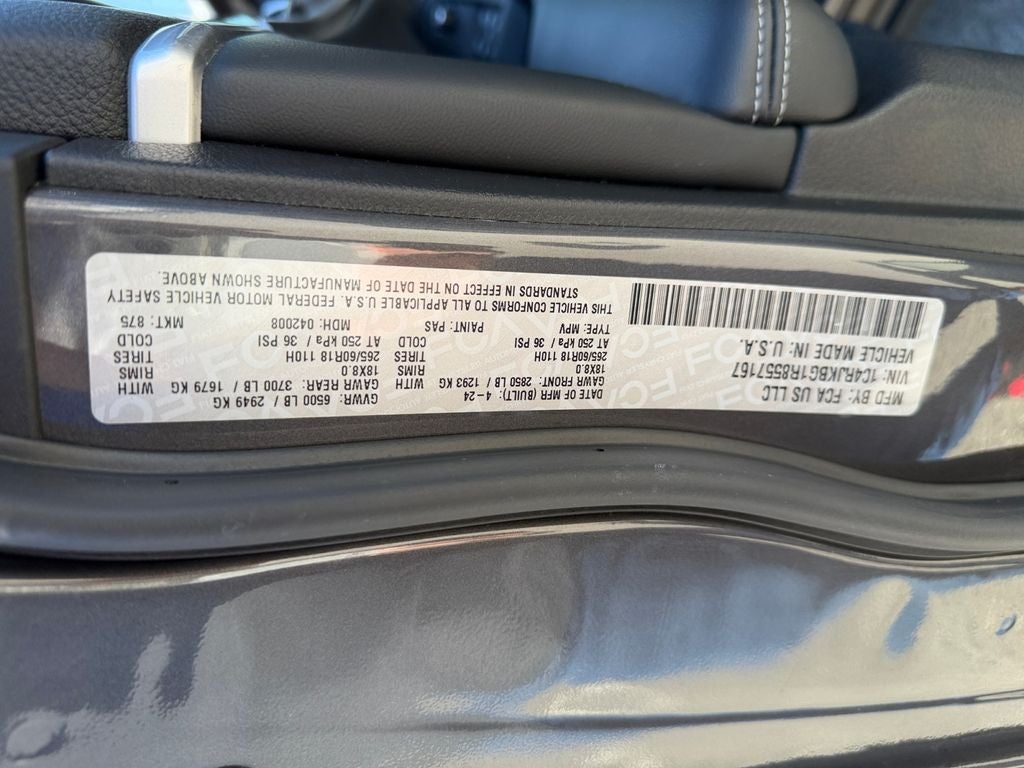 MFD BY: FCA US LLC
DATE OF MFR (BUILT): 4-24
GVWR: 6500 LB / 2949 KG
VIN: 1C4RJKBG1R8557167
GAWR FRONT: 2850 LB / 1293 KG WITH
GAWR REAR: 3700 LB / 1679 KG WITH
18X8.0 RIMS
18X8.0 RIMS
265/60R18 110H TIRES
265/60R18 110H TIRES
VEHICLE MADE IN: U.S.A.
AT 250 kPa / 36 PSI COLD
AT 250 kPa / 36 PSI COLD
TYPE: MPV
PAINT: PAS
MDH: 042008
MKT: 875
THIS VEHICLE CONFORMS TO ALL APPLICABLE U.S.A. FEDERAL MOTOR VEHICLE SAFETY
STANDARDS IN EFFECT ON THE DATE OF MANUFACTURE SHOWN ABOVE.